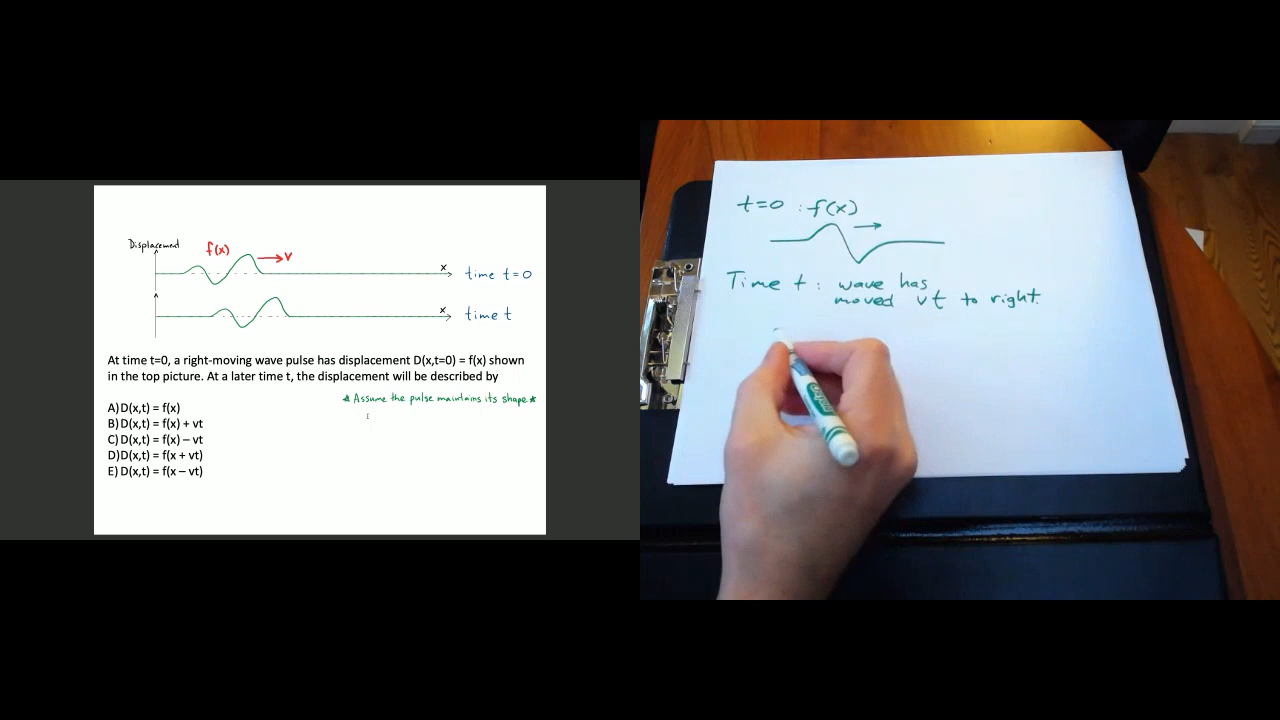 Displacement
f(x)
v
x
time t=0
x
time t
At time t=0, a right-moving wave pulse has displacement D(x,t=0) = f(x) shown
in the top picture. At a later time t, the displacement will be described by
* Assume the pulse maintains its shape *
A) D(x,t) = f(x)
B) D(x,t) = f(x) + vt
C) D(x,t) = f(x) – vt
D)D(x,t) = f(x + vt)
E) D(x,t) = f(x – vt)
t=0 : f(x)
Time t : wave has
moved vt to right.